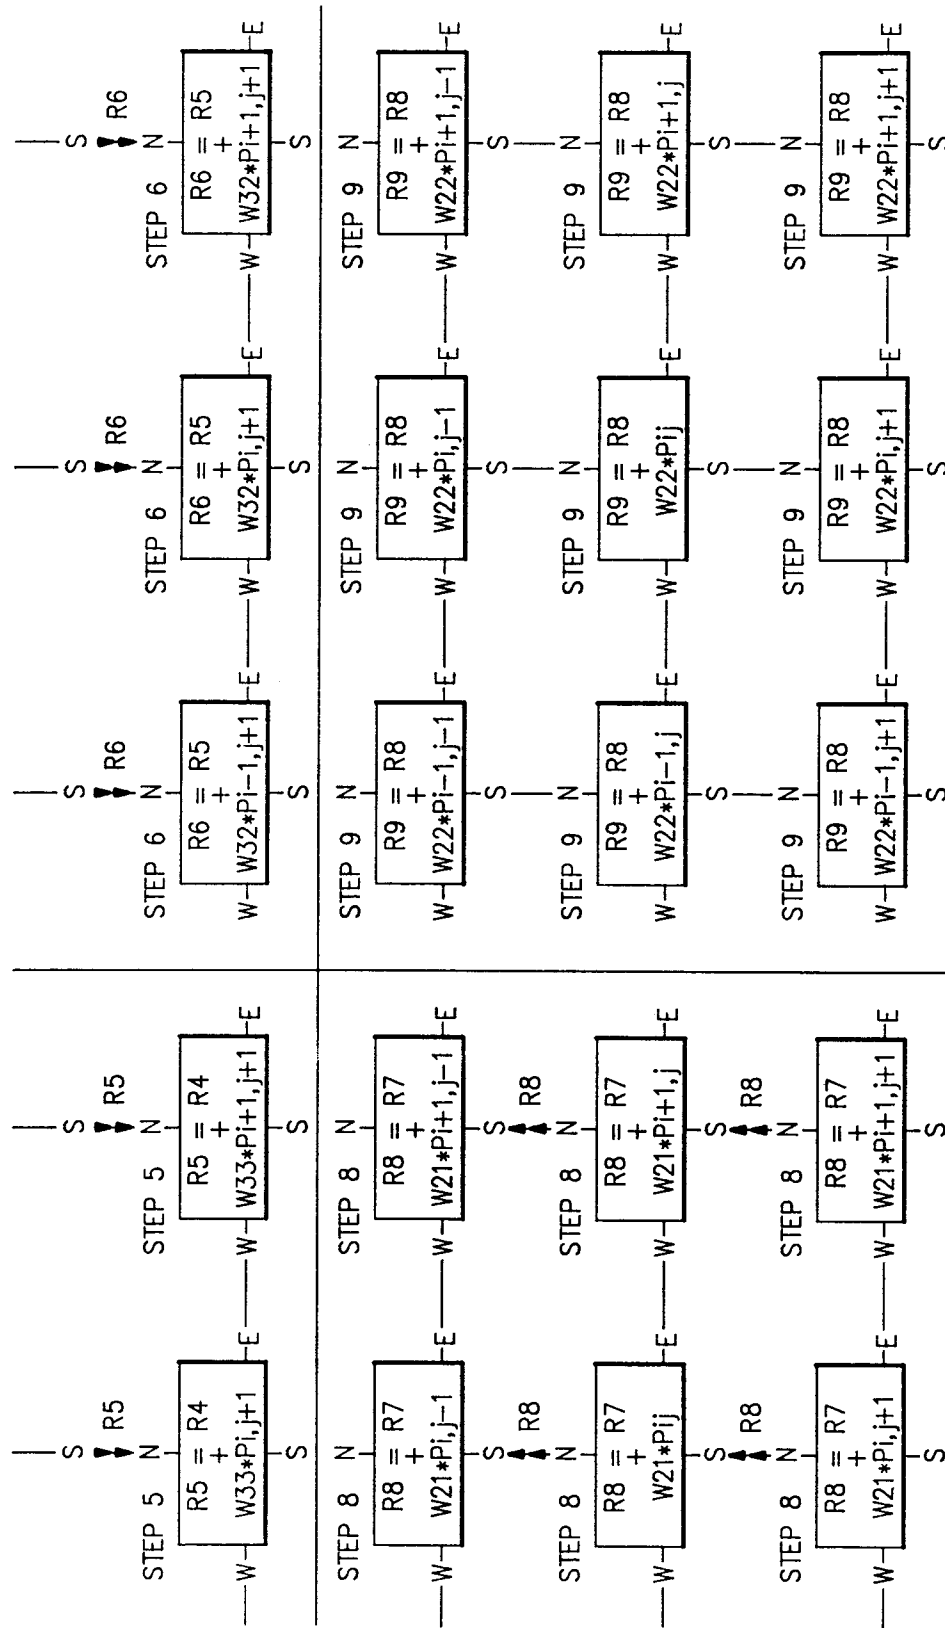 S S S S S
R5 R5 R6 R6 R6
STEP 5 N STEP 5 N STEP 6 N STEP 6 N STEP 6 N
R5 = R4 R5 = R4 R6 = R5 R6 = R5 R6 = R5
+ + + + +
W W33*Pi,j+1 E W W33*Pi+1,j+1 E W W32*Pi-1,j+1 E W W32*Pi,j+1 E W W32*Pi+1,j+1 E
S S S S S
STEP 8 N STEP 8 N STEP 9 N STEP 9 N STEP 9 N
R8 = R7 R8 = R7 R9 = R8 R9 = R8 R9 = R8
+ + + + +
W W21*Pi,j-1 E W W21*Pi+1,j-1 E W W22*Pi-1,j-1 E W W22*Pi,j-1 E W W22*Pi+1,j-1 E
S S S S S
R8 R8
STEP 8 N STEP 8 N STEP 9 N STEP 9 N STEP 9 N
R8 = R7 R8 = R7 R9 = R8 R9 = R8 R9 = R8
+ + + + +
W W21*Pij E W W21*Pi+1,j E W W22*Pi-1,j E W W22*Pij E W W22*Pi+1,j E
S S S S S
R8 R8
STEP 8 N STEP 8 N STEP 9 N STEP 9 N STEP 9 N
R8 = R7 R8 = R7 R9 = R8 R9 = R8 R9 = R8
+ + + + +
W W21*Pi,j+1 E W W21*Pi+1,j+1 E W W22*Pi-1,j+1 E W W22*Pi,j+1 E W W22*Pi+1,j+1 E
S S S S S